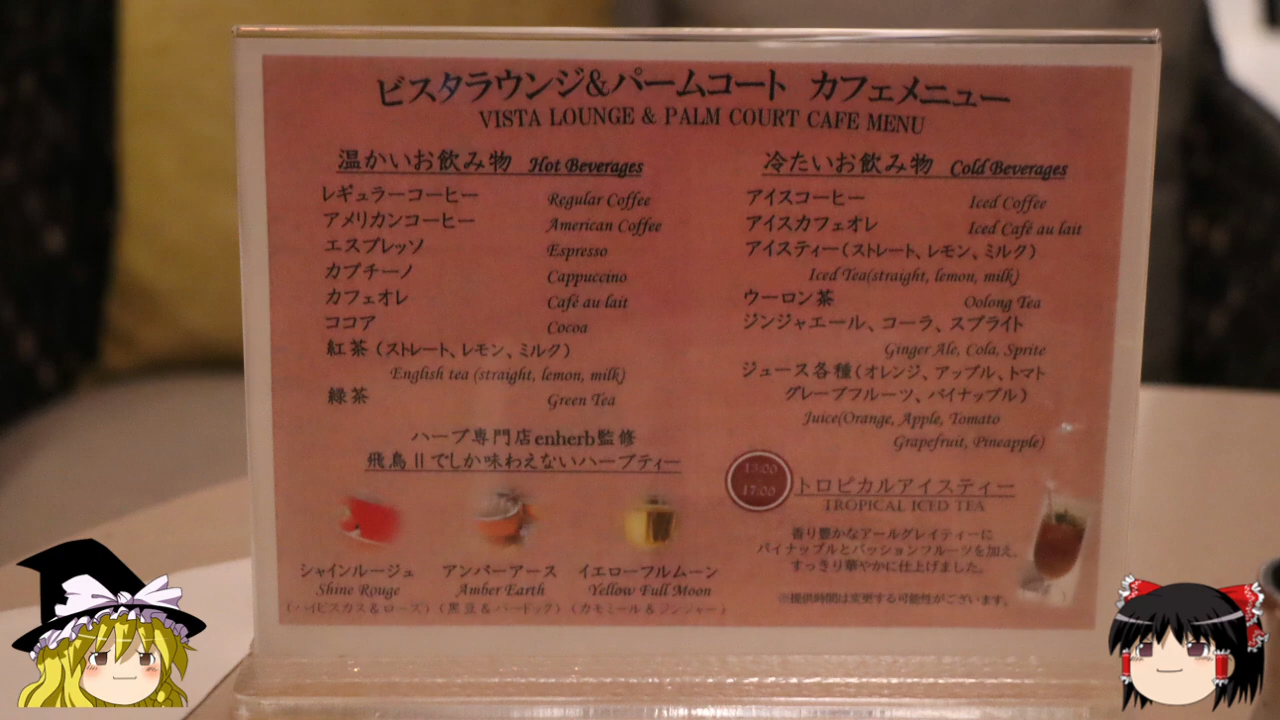 ビスタラウンジ&パームコート カフェメニュー
VISTA LOUNGE & PALM COURT CAFE MENU
温かいお飲み物 Hot Beverages
レギュラーコーヒー Regular Coffee
アメリカンコーヒー American Coffee
エスプレッソ Espresso
カプチーノ Cappuccino
カフェオレ Café au lait
ココア Cocoa
紅茶(ストレート、レモン、ミルク)
English tea (straight, lemon, milk)
緑茶 Green Tea
ハーブ専門店enherb監修
飛鳥Ⅱでしか味わえないハーブティー
シャインルージュ アンバーアース イエローフルムーン
Shine Rouge Amber Earth Yellow Full Moon
(ハイビスカス&ローズ) (黒豆&バードック) (カモミール&ジンジャー)
冷たいお飲み物 Cold Beverages
アイスコーヒー Iced Coffee
アイスカフェオレ Iced Café au lait
アイスティー(ストレート、レモン、ミルク)
Iced Tea(straight, lemon, milk)
ウーロン茶 Oolong Tea
ジンジャエール、コーラ、スプライト
Ginger Ale, Cola, Sprite
ジュース各種(オレンジ、アップル、トマト
グレープフルーツ、パイナップル)
Juice(Orange, Apple, Tomato
Grapefruit, Pineapple)
13:00
17:00
トロピカルアイスティー
TROPICAL ICED TEA
香り豊かなアールグレイティーに
パイナップルとパッションフルーツを加え、
すっきり華やかに仕上げました。
※提供時間は変更する可能性がございます。